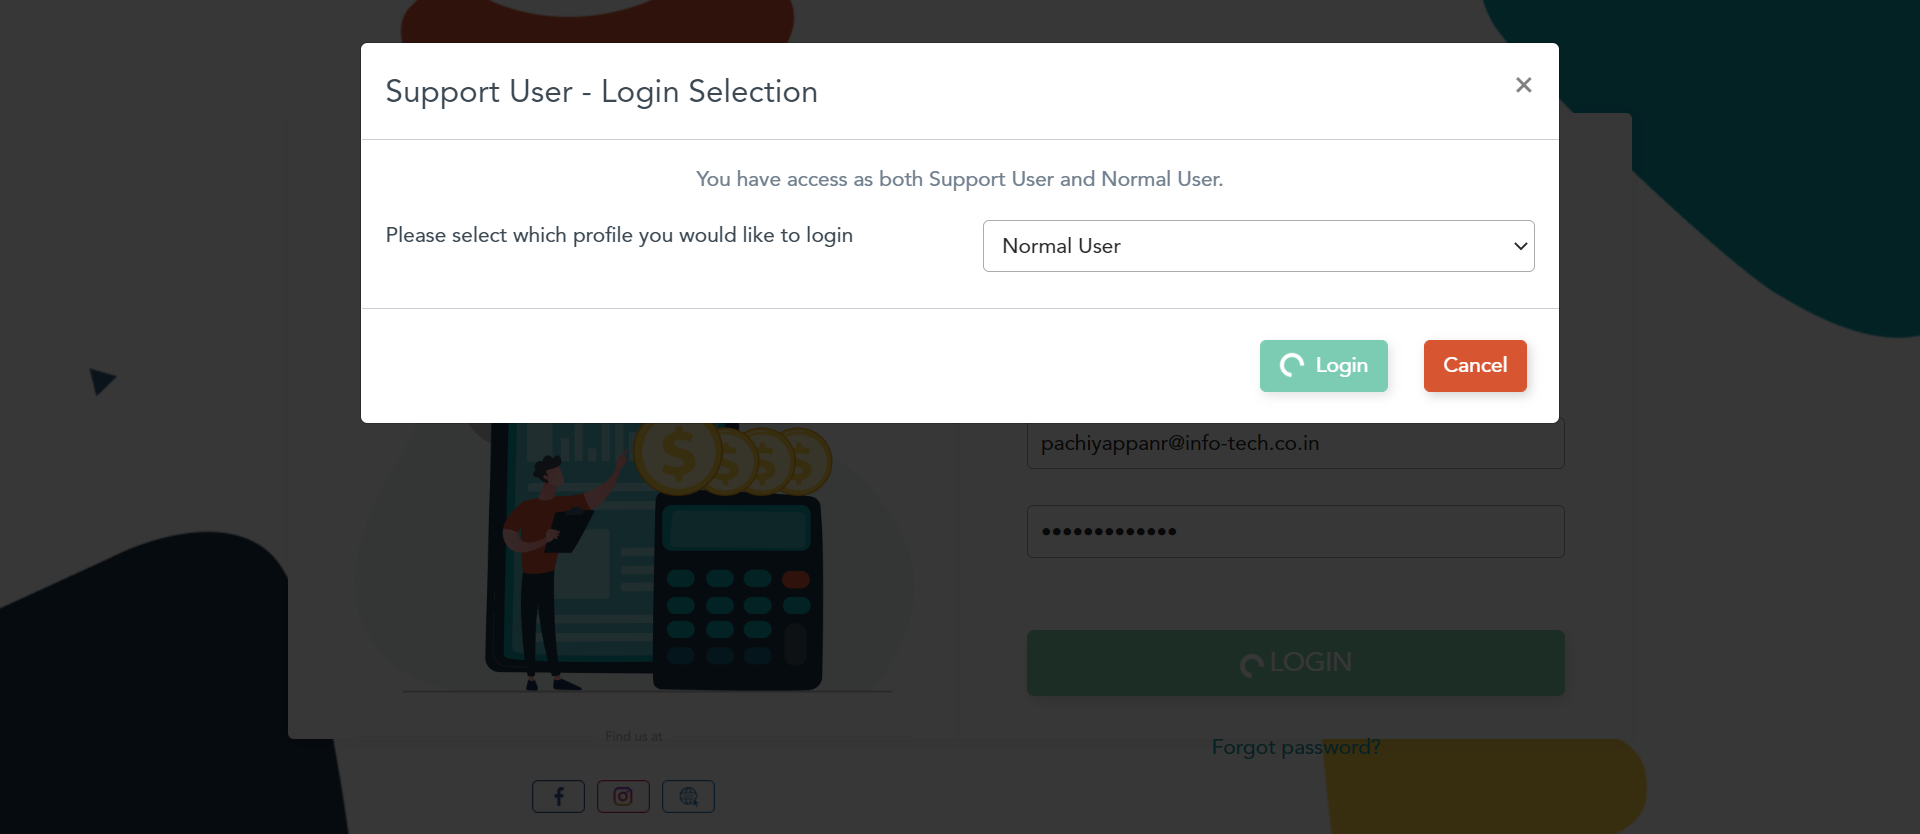 Support User - Login Selection
×
You have access as both Support User and Normal User.
Please select which profile you would like to login
Normal User
Login
Cancel
pachiyappanr@info-tech.co.in
•••••••••••••
LOGIN
Forgot password?
Find us at